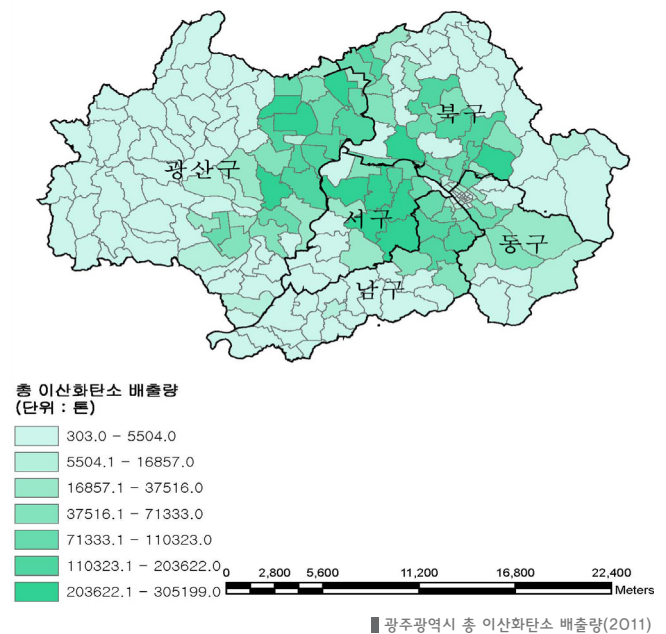 북구
광산구
서구
동구
남구
총 이산화탄소 배출량
(단위 : 톤)
303.0 - 5504.0
5504.1 - 16857.0
16857.1 - 37516.0
37516.1 - 71333.0
71333.1 - 110323.0
110323.1 - 203622.0
203622.1 - 305199.0
0 2,800 5,600 11,200 16,800 22,400
Meters
광주광역시 총 이산화탄소 배출량(2011)